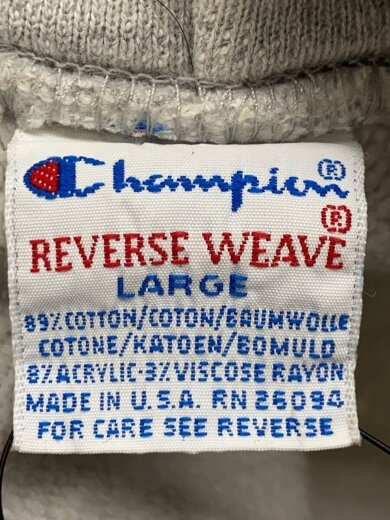 Champion®
®
REVERSE WEAVE
LARGE
89% COTTON/COTON/BAUMWOLLE
COTONE/KATOEN/BOMULD
8% ACRYLIC-3% VISCOSE RAYON
MADE IN U.S.A. RN 26094
FOR CARE SEE REVERSE